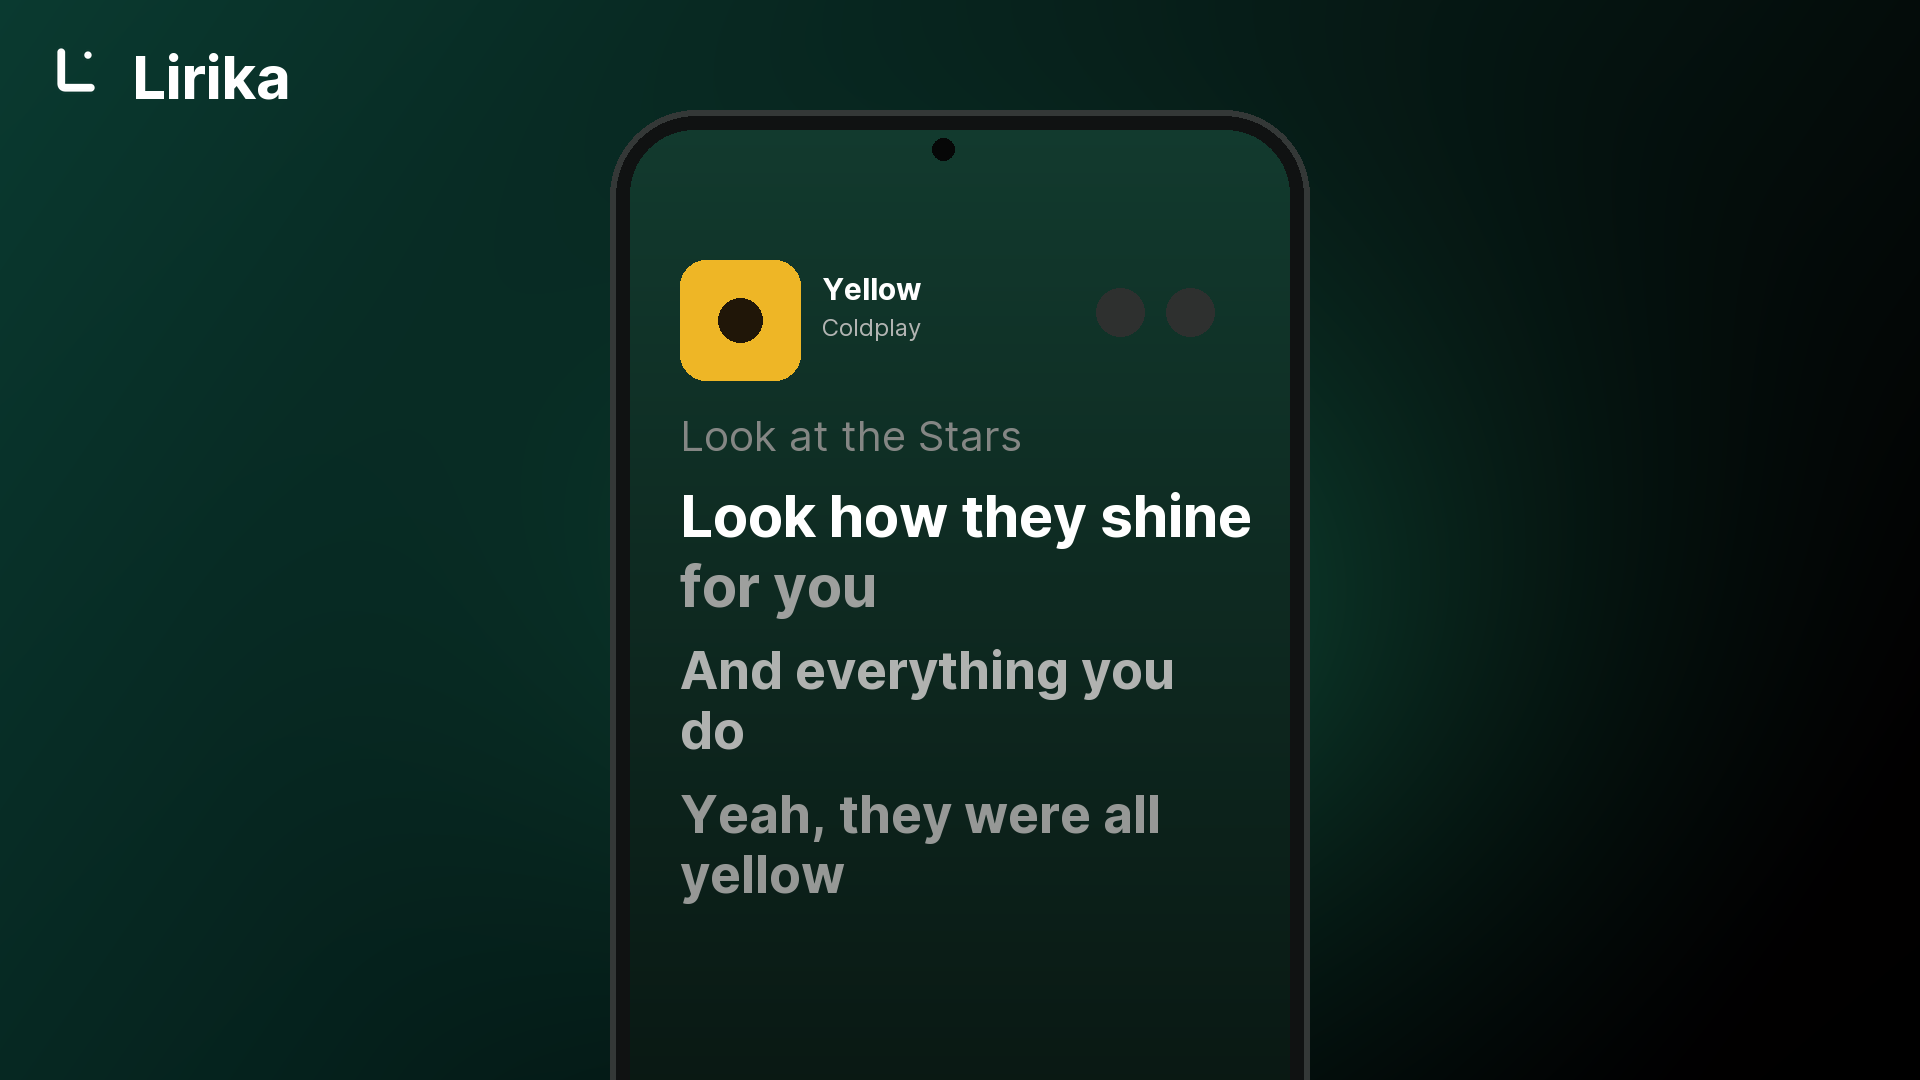 Lirika
Yellow
Coldplay
Look at the Stars
Look how they shine
for you
And everything you
do
Yeah, they were all
yellow